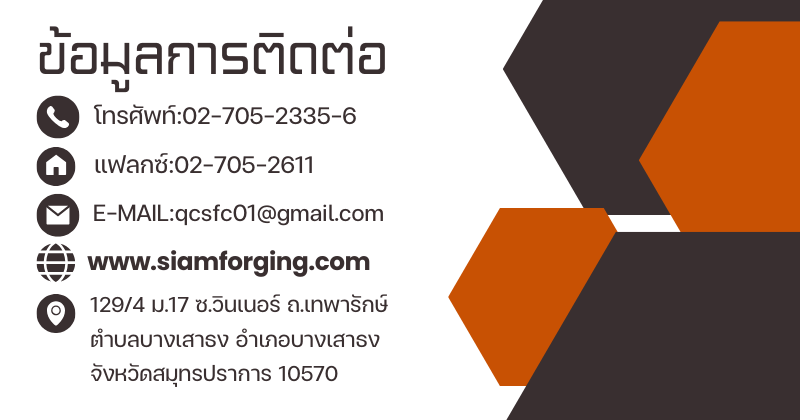 ข้อมูลการติดต่อ
โทรศัพท์:02-705-2335-6
แฟลกซ์:02-705-2611
E-MAIL:qcsfc01@gmail.com
www.siamforging.com
129/4 ม.17 ซ.วินเนอร์ ถ.เทพารักษ์
ตำบลบางเสาธง อำเภอบางเสาธง
จังหวัดสมุทรปราการ 10570